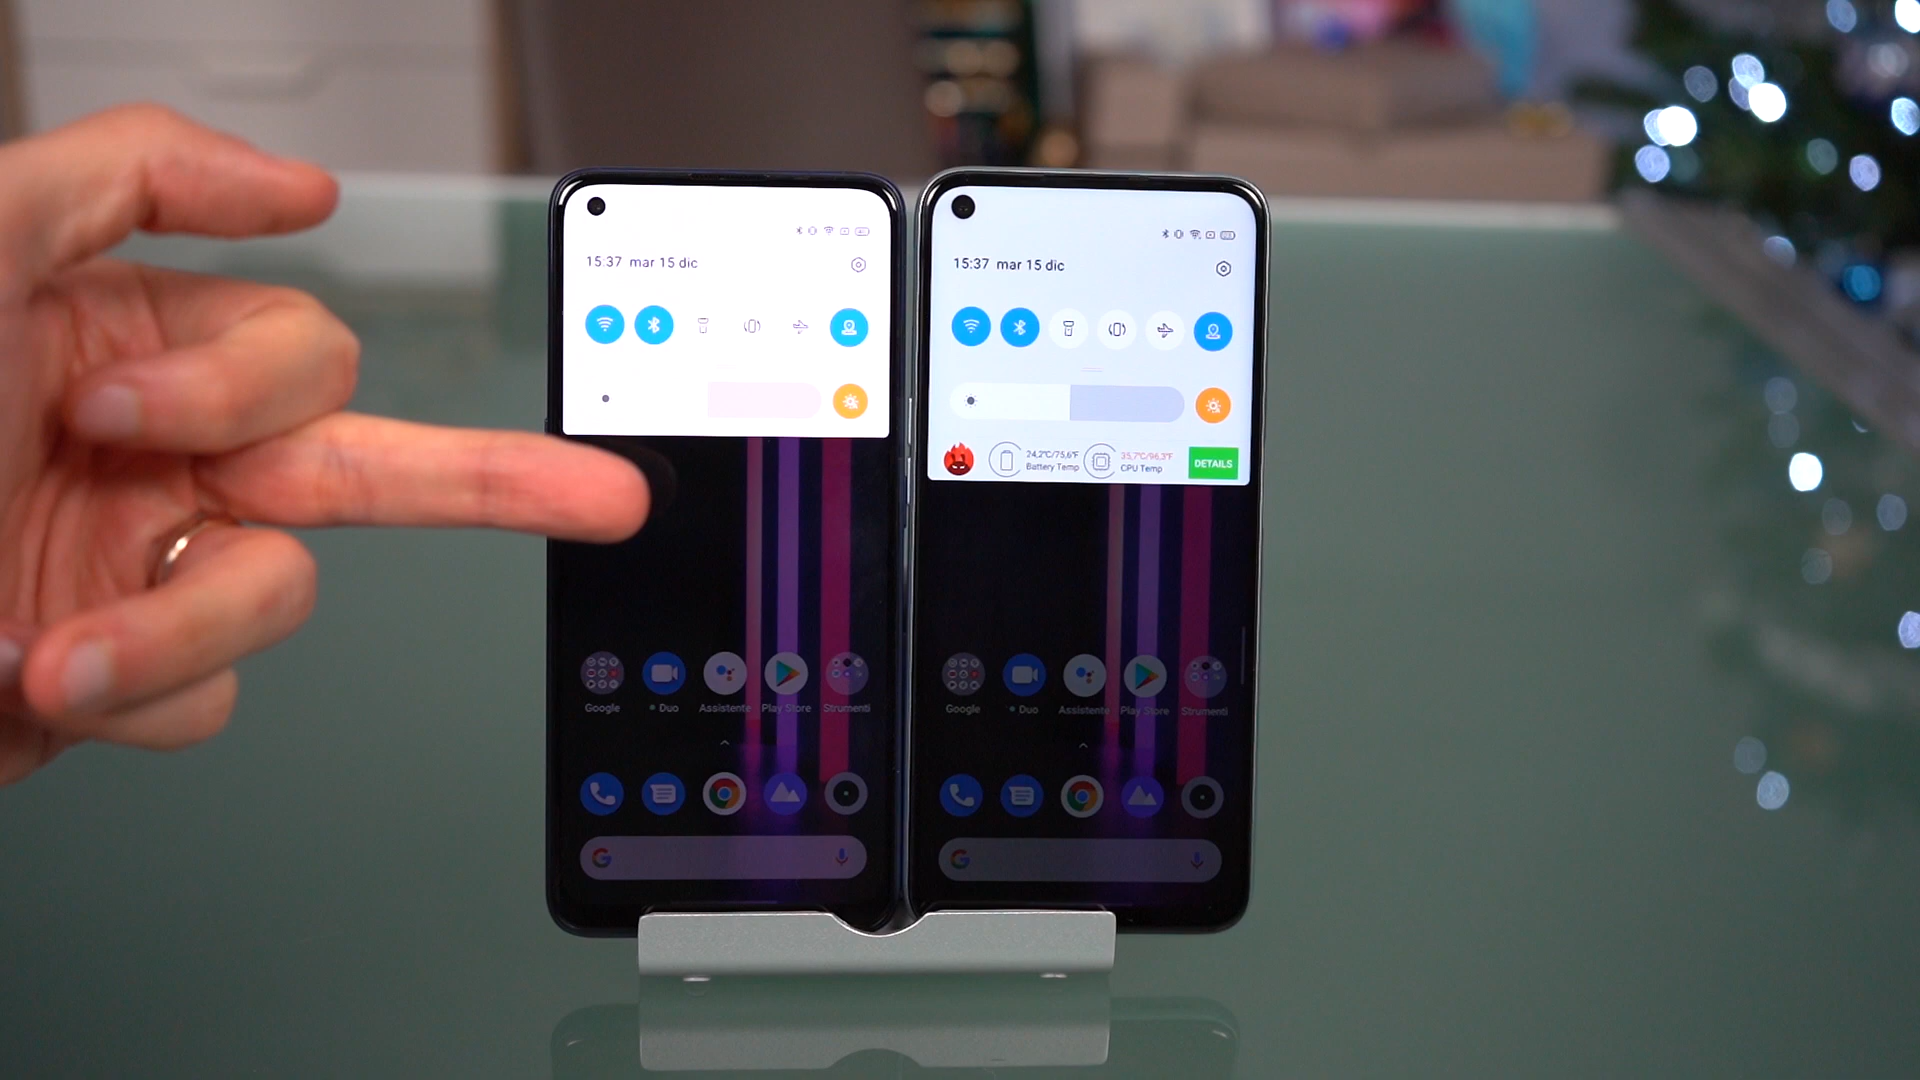 15:37 mar 15 dic
Google
Duo
Assistente
Play Store
Strumenti
15:37 mar 15 dic
24,2°C/75,6°F
Battery Temp
35,7°C/96,3°F
CPU Temp
DETAILS
Google
Duo
Assistente
Play Store
Strumenti